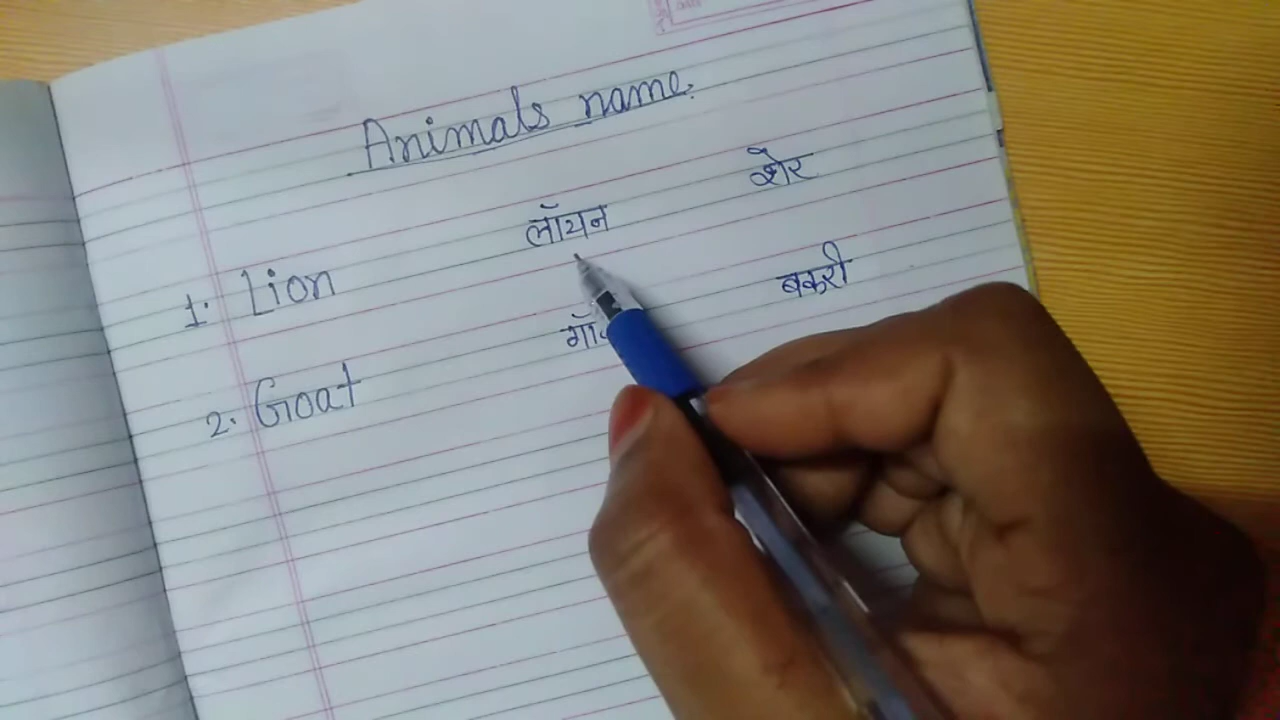 Animals name.
1. Lion लॉयन शेर
2. Goat बकरी